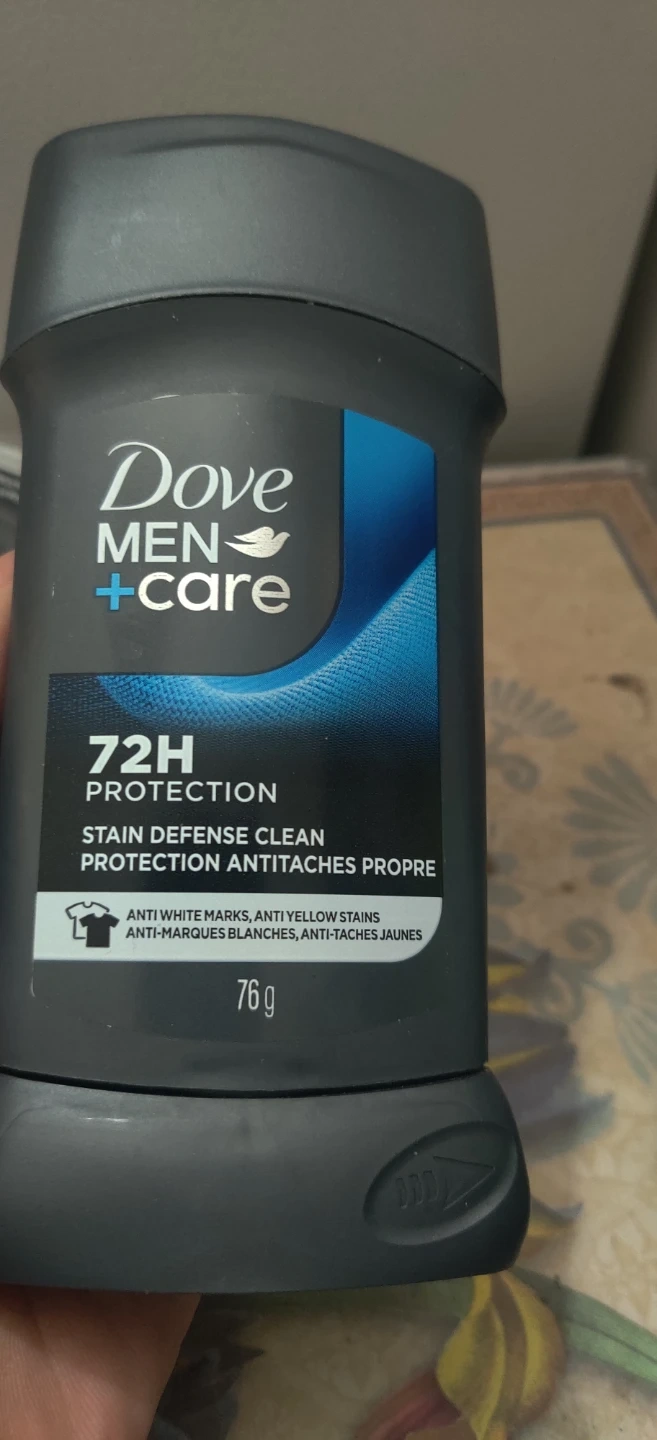 Dove
MEN
+care
72H
PROTECTION
STAIN DEFENSE CLEAN
PROTECTION ANTITACHES PROPRE
ANTI WHITE MARKS, ANTI YELLOW STAINS
ANTI-MARQUES BLANCHES, ANTI-TACHES JAUNES
76 g